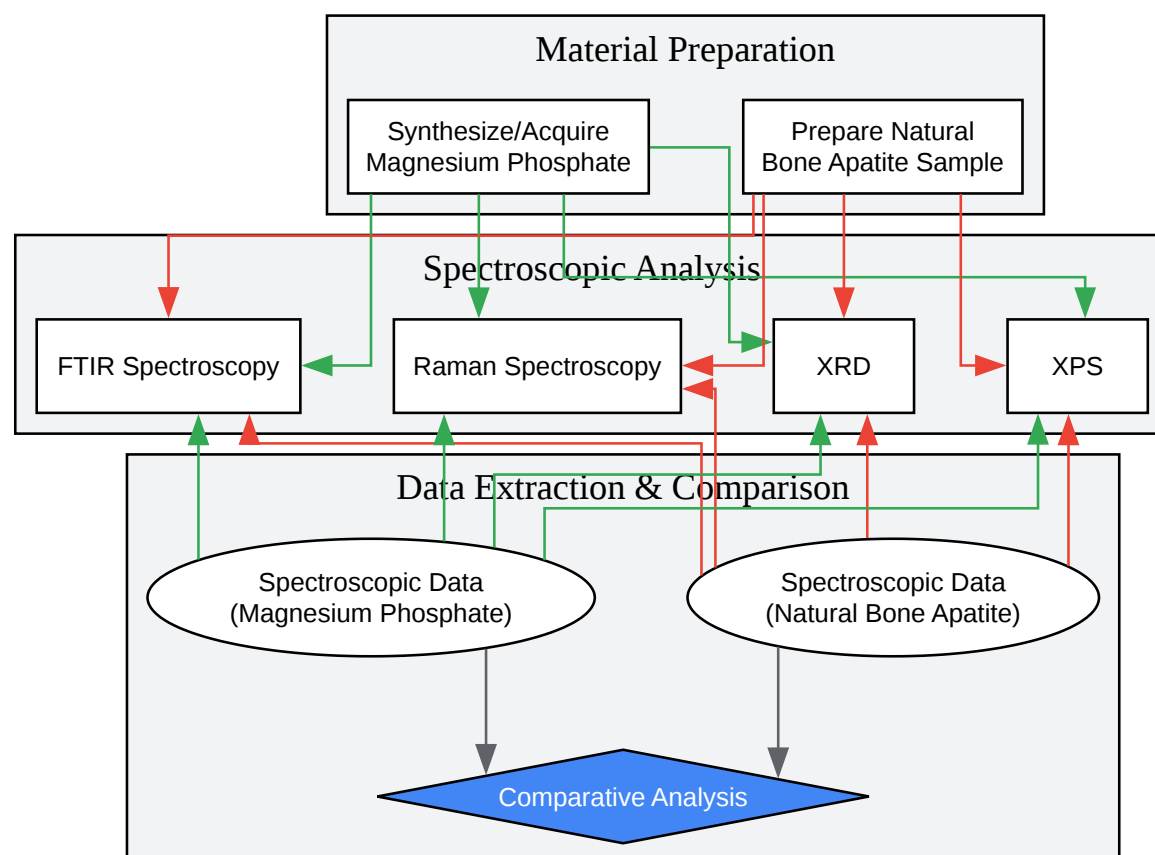 Material Preparation
Synthesize/Acquire
Magnesium Phosphate
Prepare Natural
Bone Apatite Sample
Spectroscopic Analysis
FTIR Spectroscopy
Raman Spectroscopy
XRD
XPS
Data Extraction & Comparison
Spectroscopic Data
(Magnesium Phosphate)
Spectroscopic Data
(Natural Bone Apatite)
Comparative Analysis